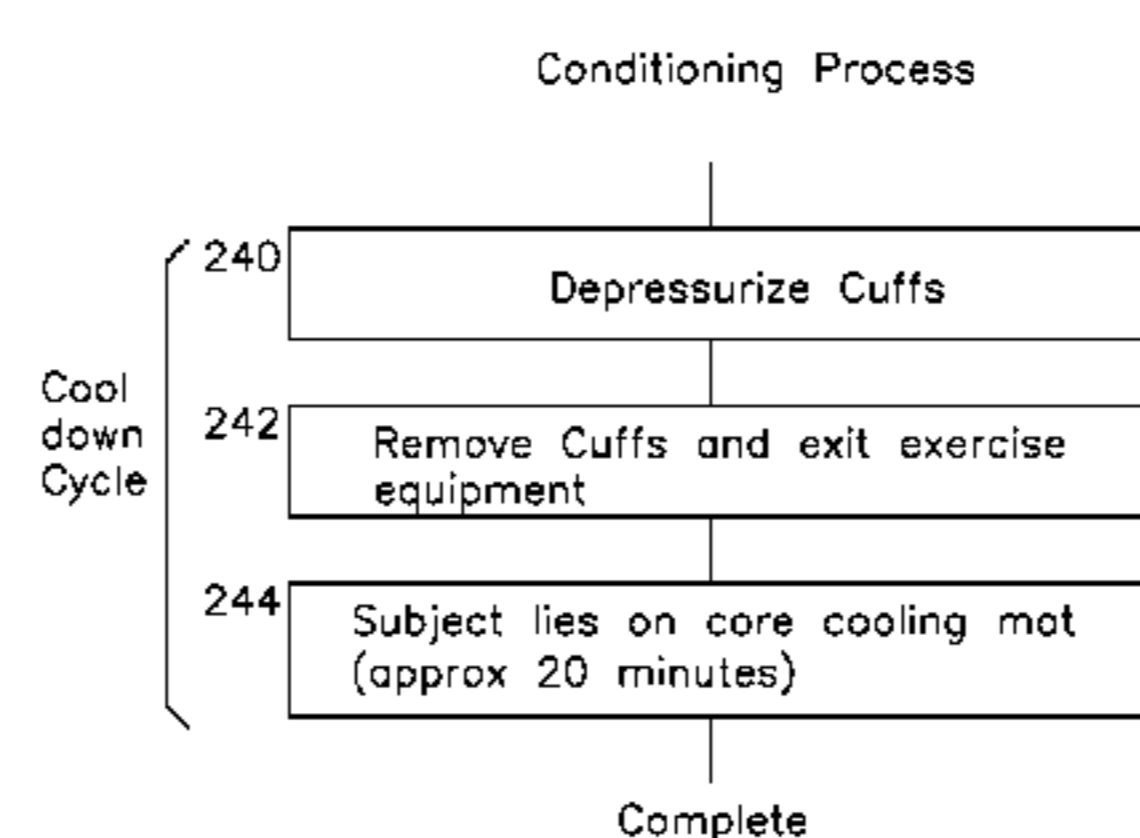 Conditioning Process
240
Depressurize Cuffs
Cool
down
Cycle
242
Remove Cuffs and exit exercise
equipment
244
Subject lies on core cooling mat
(approx 20 minutes)
Complete